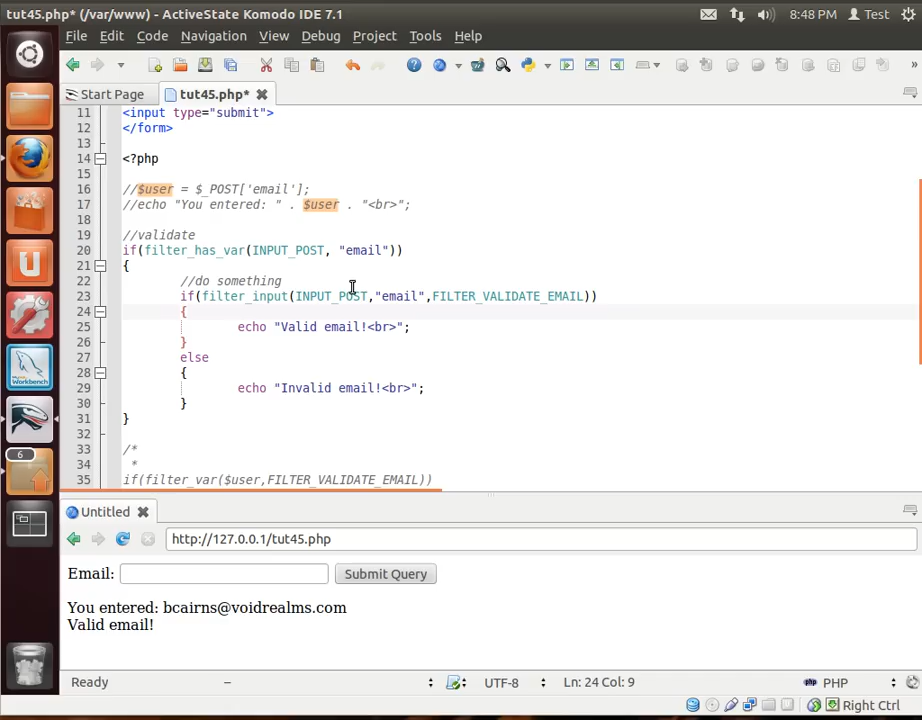 tut45.php* (/var/www) - ActiveState Komodo IDE 7.1
8:48 PM Test
File Edit Code Navigation View Debug Project Tools Help
Start Page tut45.php*
11 <input type="submit">
12 </form>
13
14 <?php
15
16 //$user = $_POST['email'];
17 //echo "You entered: " . $user . "<br>";
18
19 //validate
20 if(filter_has_var(INPUT_POST, "email"))
21 {
22 //do something
23 if(filter_input(INPUT_POST,"email",FILTER_VALIDATE_EMAIL))
24 {
25 echo "Valid email!<br>";
26 }
27 else
28 {
29 echo "Invalid email!<br>";
30 }
31 }
32
33 /*
34 *
35 if(filter_var($user,FILTER_VALIDATE_EMAIL))
MySQL
Workbench
6
Untitled
http://127.0.0.1/tut45.php
Email: Submit Query
You entered: bcairns@voidrealms.com
Valid email!
Ready – UTF-8 Ln: 24 Col: 9 php PHP
Right Ctrl